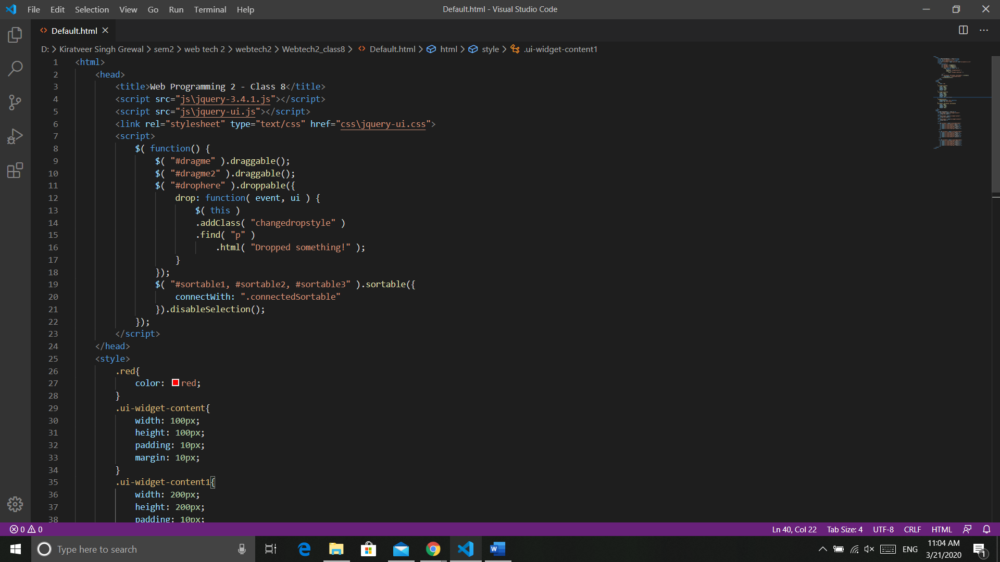 File Edit Selection View Go Run Terminal Help
Default.html - Visual Studio Code
Default.html
D: > Kiratveer Singh Grewal > sem2 > web tech 2 > webtech2 > Webtech2_class8 > Default.html > html > style > .ui-widget-content1
1 <html>
2 <head>
3 <title>Web Programming 2 - Class 8</title>
4 <script src="js\jquery-3.4.1.js"></script>
5 <script src="js\jquery-ui.js"></script>
6 <link rel="stylesheet" type="text/css" href="css\jquery-ui.css">
7 <script>
8 $( function() {
9 $( "#dragme" ).draggable();
10 $( "#dragme2" ).draggable();
11 $( "#drophere" ).droppable({
12 drop: function( event, ui ) {
13 $( this )
14 .addClass( "changedropstyle" )
15 .find( "p" )
16 .html( "Dropped something!" );
17 }
18 });
19 $( "#sortable1, #sortable2, #sortable3" ).sortable({
20 connectWith: ".connectedSortable"
21 }).disableSelection();
22 });
23 </script>
24 </head>
25 <style>
26 .red{
27 color: red;
28 }
29 .ui-widget-content{
30 width: 100px;
31 height: 100px;
32 padding: 10px;
33 margin: 10px;
34 }
35 .ui-widget-content1{
36 width: 200px;
37 height: 200px;
38 padding: 10px;
0 0
Ln 40, Col 22 Tab Size: 4 UTF-8 CRLF HTML
Type here to search
ENG
11:04 AM
3/21/2020
1